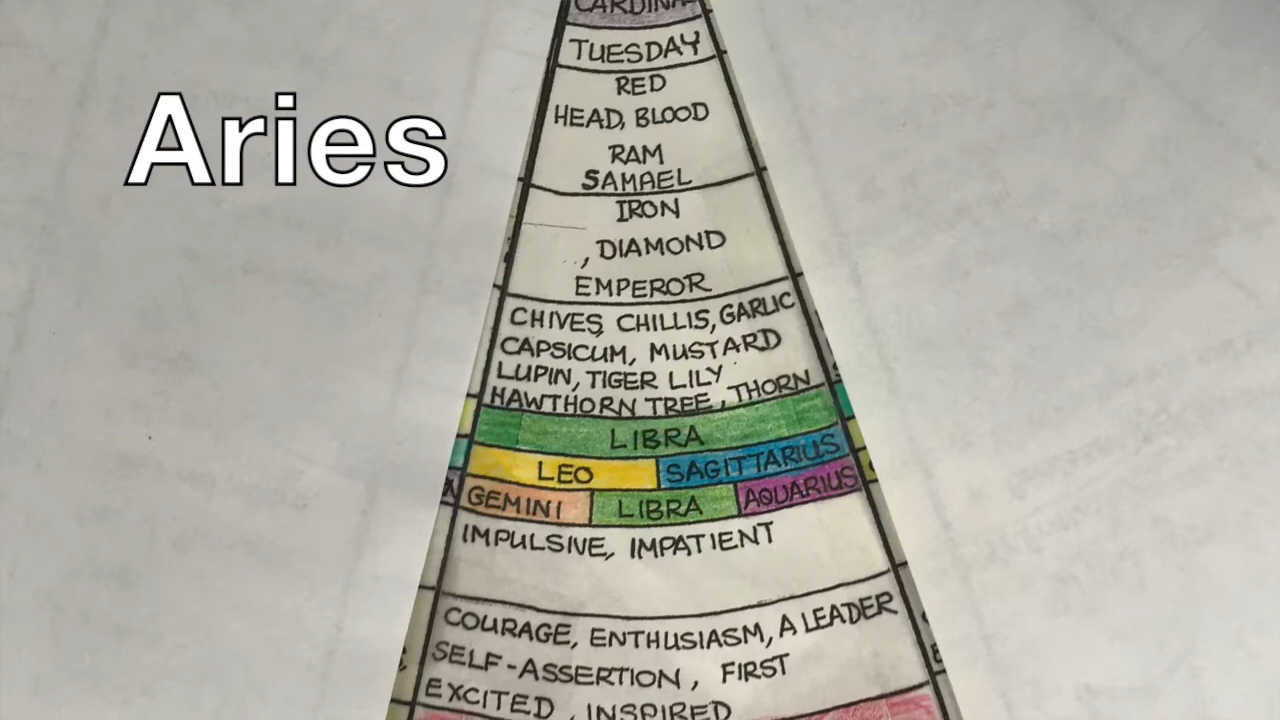 Aries
CARDINAL
TUESDAY
RED
HEAD, BLOOD
RAM
SAMAEL
IRON
, DIAMOND
EMPEROR
CHIVES, CHILLIS, GARLIC
CAPSICUM, MUSTARD
LUPIN, TIGER LILY
HAWTHORN TREE, THORN
LIBRA
LEO SAGITTARIUS
GEMINI LIBRA AQUARIUS
IMPULSIVE, IMPATIENT
COURAGE, ENTHUSIASM, A LEADER
SELF-ASSERTION, FIRST
EXCITED, INSPIRED